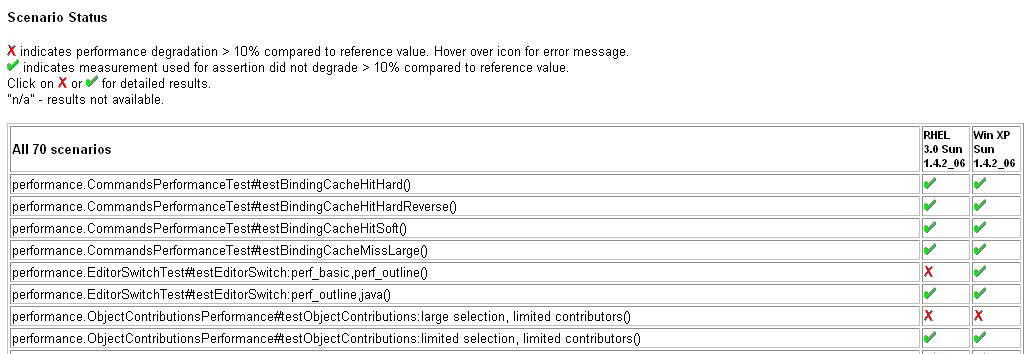 Scenario Status
X indicates performance degradation > 10% compared to reference value. Hover over icon for error message.
✔ indicates measurement used for assertion did not degrade > 10% compared to reference value.
Click on X or ✔ for detailed results.
"n/a" - results not available.
All 70 scenarios RHEL 3.0 Sun 1.4.2_06 Win XP Sun 1.4.2_06
performance.CommandsPerformanceTest#testBindingCacheHitHard() ✔ ✔
performance.CommandsPerformanceTest#testBindingCacheHitHardReverse() ✔ ✔
performance.CommandsPerformanceTest#testBindingCacheHitSoft() ✔ ✔
performance.CommandsPerformanceTest#testBindingCacheMissLarge() ✔ ✔
performance.EditorSwitchTest#testEditorSwitch:perf_basic,perf_outline() X ✔
performance.EditorSwitchTest#testEditorSwitch:perf_outline,java() ✔ ✔
performance.ObjectContributionsPerformance#testObjectContributions:large selection, limited contributors() X X
performance.ObjectContributionsPerformance#testObjectContributions:limited selection, limited contributors() ✔ ✔